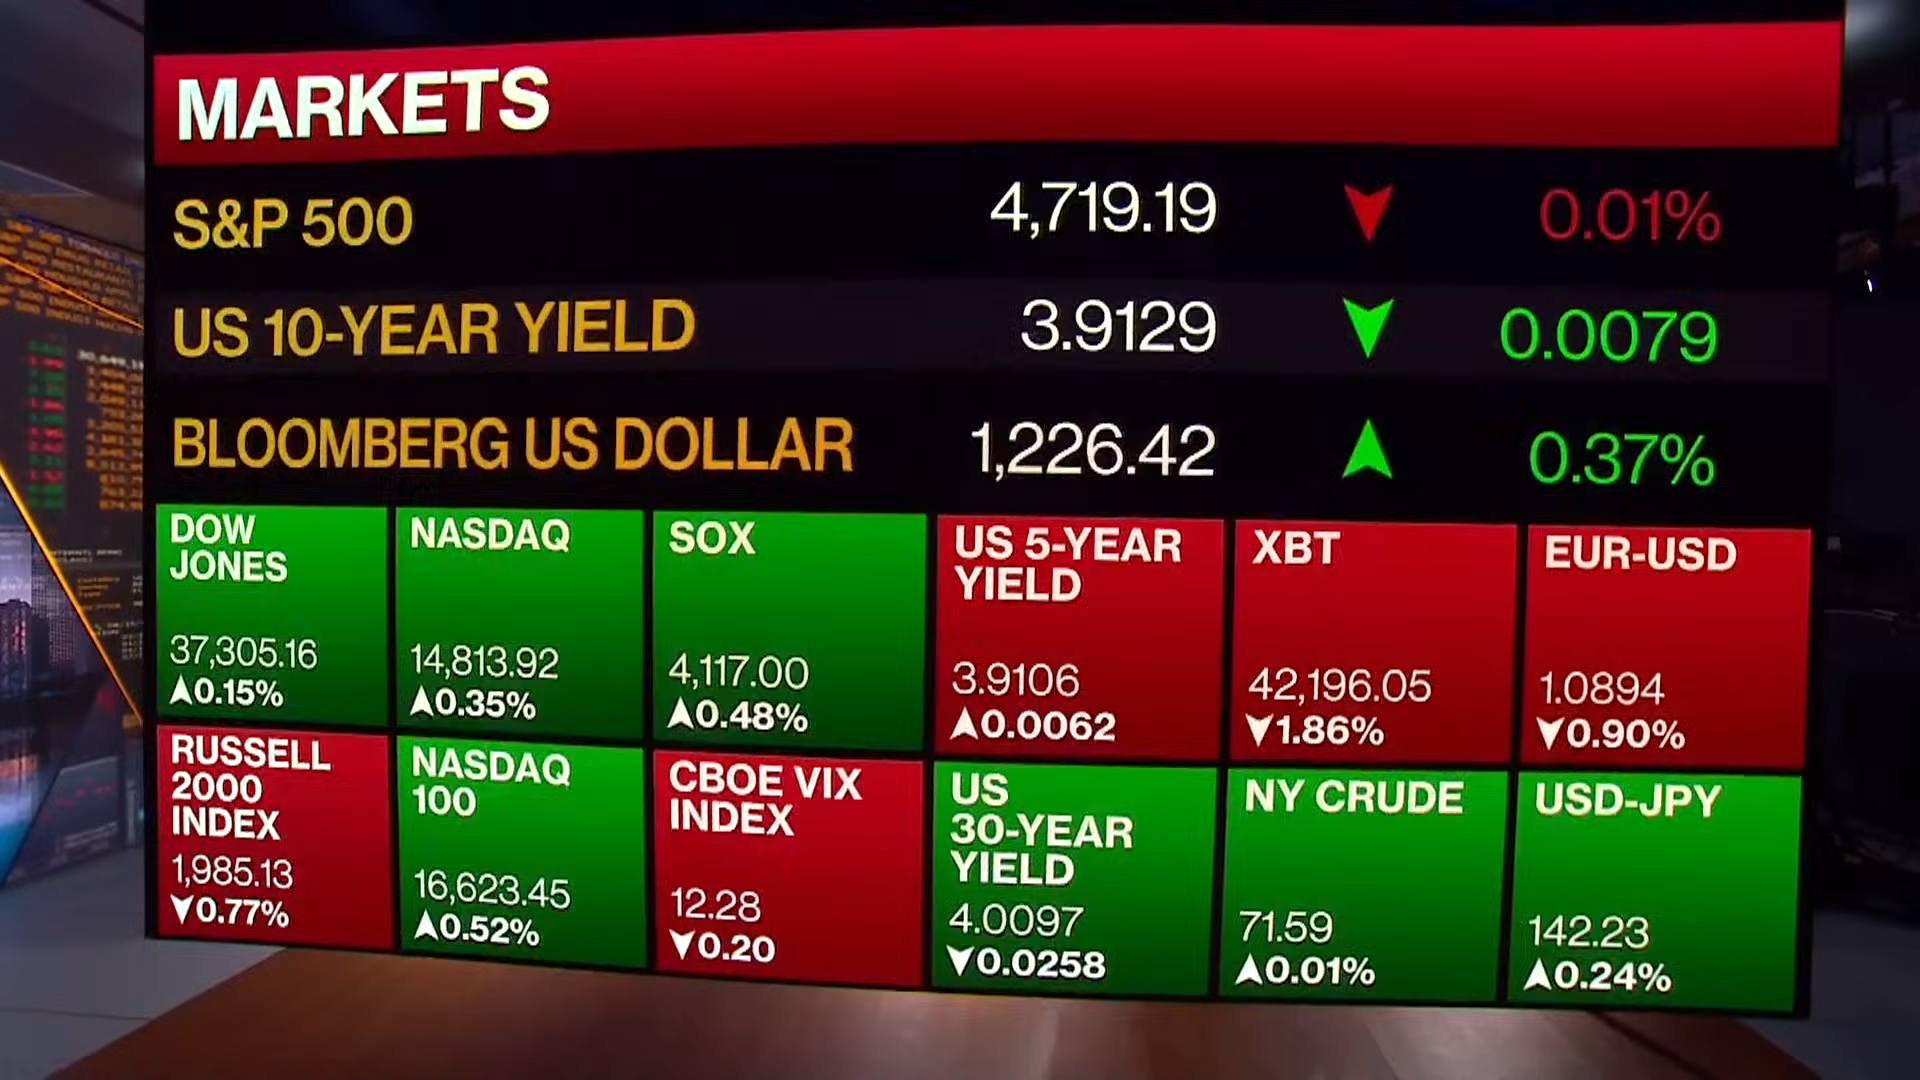 MARKETS
S&P 500 4,719.19 ▼ 0.01%
US 10-YEAR YIELD 3.9129 ▼ 0.0079
BLOOMBERG US DOLLAR 1,226.42 ▲ 0.37%
DOW
JONES
37,305.16
▲0.15%
NASDAQ
14,813.92
▲0.35%
SOX
4,117.00
▲0.48%
US 5-YEAR
YIELD
3.9106
▲0.0062
XBT
42,196.05
▼1.86%
EUR-USD
1.0894
▼0.90%
RUSSELL
2000
INDEX
1,985.13
▼0.77%
NASDAQ
100
16,623.45
▲0.52%
CBOE VIX
INDEX
12.28
▼0.20
US
30-YEAR
YIELD
4.0097
▼0.0258
NY CRUDE
71.59
▲0.01%
USD-JPY
142.23
▲0.24%